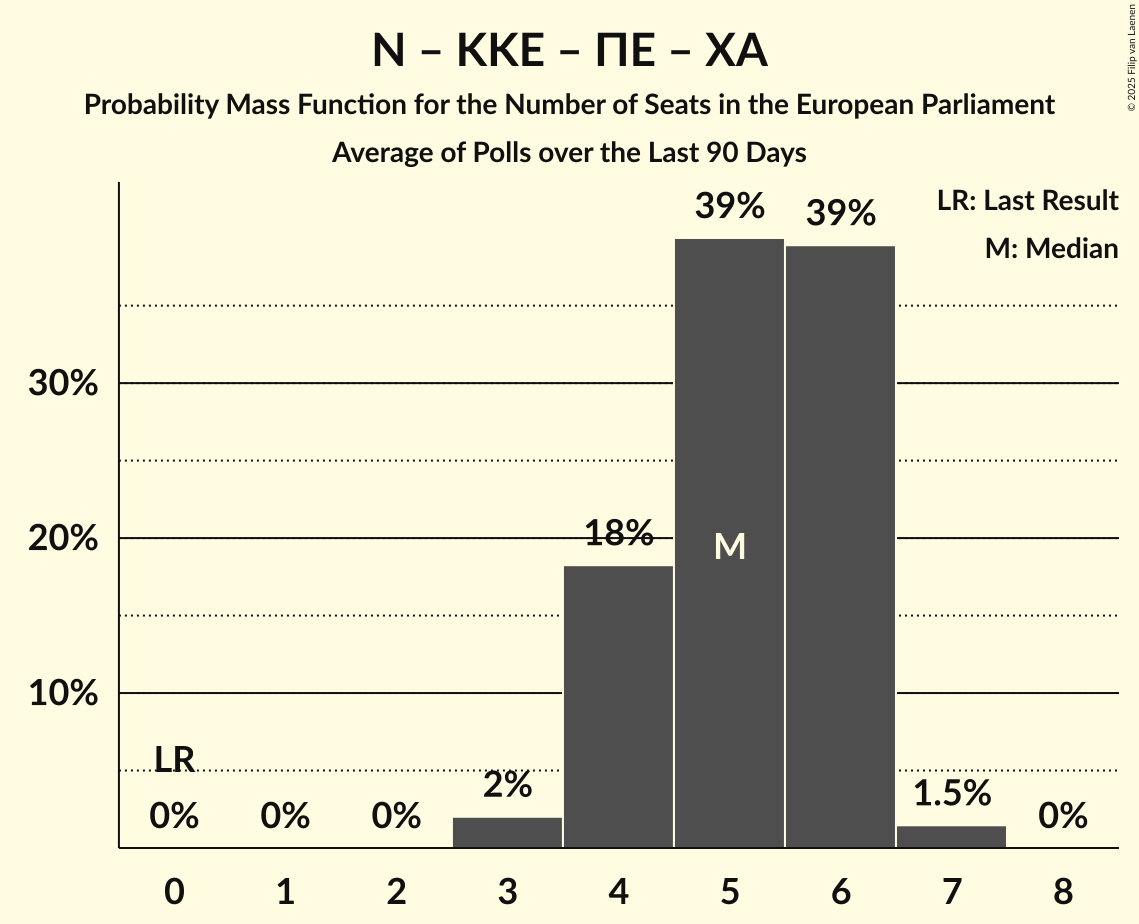 Ν – ΚΚΕ – ΠΕ – ΧΑ
Probability Mass Function for the Number of Seats in the European Parliament
Average of Polls over the Last 90 Days
© 2025 Filip van Laenen
LR: Last Result
M: Median
39%
39%
30%
20%
18%
M
10%
LR
2%
1.5%
0%
0%
0%
0%
0 1 2 3 4 5 6 7 8